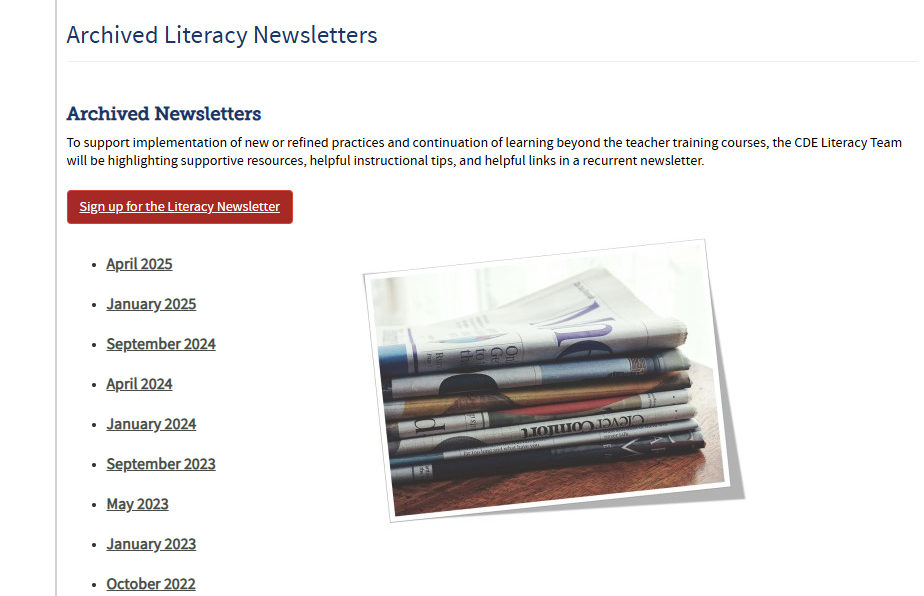 Archived Literacy Newsletters
Archived Newsletters
To support implementation of new or refined practices and continuation of learning beyond the teacher training courses, the CDE Literacy Team
will be highlighting supportive resources, helpful instructional tips, and helpful links in a recurrent newsletter.
Sign up for the Literacy Newsletter
April 2025
January 2025
September 2024
April 2024
January 2024
September 2023
May 2023
January 2023
October 2022
Clever Comfort